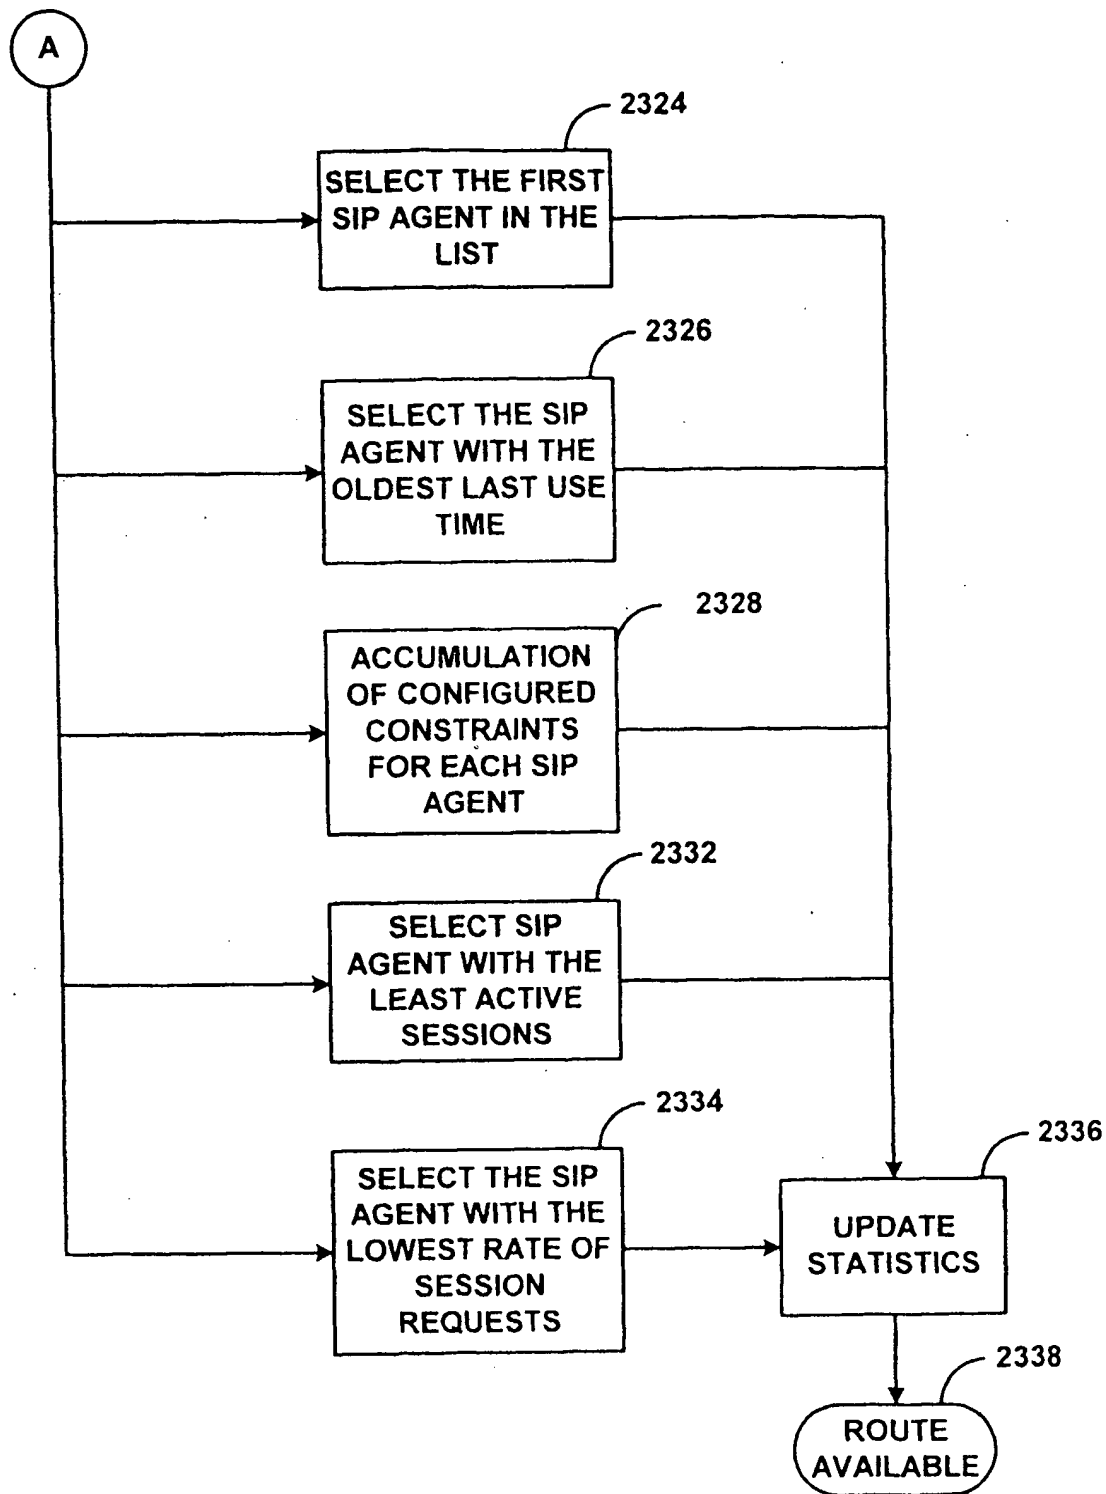 A
2324
SELECT THE FIRST
SIP AGENT IN THE
LIST
2326
SELECT THE SIP
AGENT WITH THE
OLDEST LAST USE
TIME
2328
ACCUMULATION
OF CONFIGURED
CONSTRAINTS
FOR EACH SIP
AGENT
2332
SELECT SIP
AGENT WITH THE
LEAST ACTIVE
SESSIONS
2334
SELECT THE SIP
AGENT WITH THE
LOWEST RATE OF
SESSION
REQUESTS
2336
UPDATE
STATISTICS
2338
ROUTE
AVAILABLE